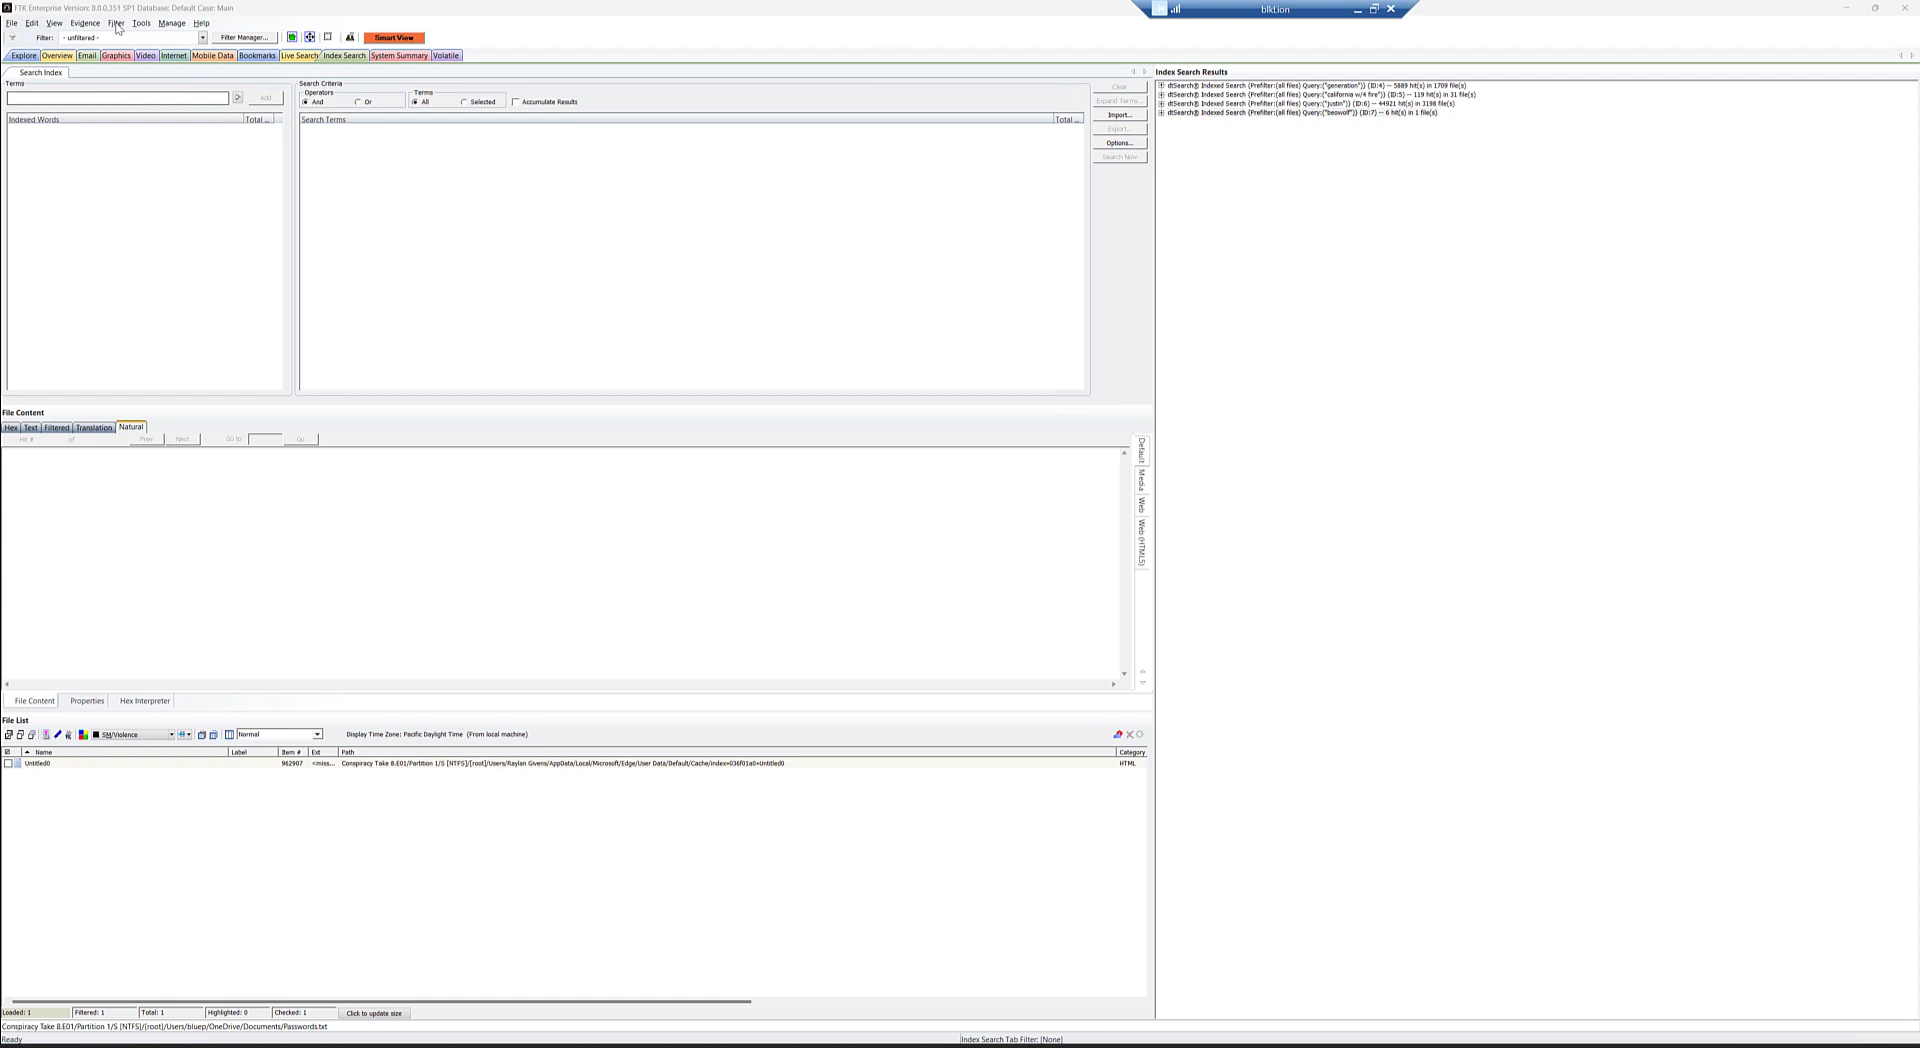 FTK Enterprise Version: 8.0.0.351 SP1 Database: Default Case: Main
blkLion
File Edit View Evidence Filter Tools Manage Help
Filter: - unfiltered - Filter Manager... Smart View
Explore Overview Email Graphics Video Internet Mobile Data Bookmarks Live Search Index Search System Summary Volatile
Search Index
Terms
Add
Indexed Words Total ...
Search Criteria
Operators
And Or
Terms
All Selected
Accumulate Results
Search Terms Total ...
Clear
Expand Terms...
Import...
Export...
Options...
Search Now
Index Search Results
dtSearch® Indexed Search {Prefilter:(all files) Query:("generation")} (ID:4) -- 5889 hit(s) in 1709 file(s)
dtSearch® Indexed Search {Prefilter:(all files) Query:("california w/4 fire")} (ID:5) -- 119 hit(s) in 31 file(s)
dtSearch® Indexed Search {Prefilter:(all files) Query:("justin")} (ID:6) -- 44921 hit(s) in 3198 file(s)
dtSearch® Indexed Search {Prefilter:(all files) Query:("beowolf")} (ID:7) -- 6 hit(s) in 1 file(s)
File Content
Hex Text Filtered Translation Natural
Hit # of Prev Next Go to: Go
Default
Media
Web
Web (HTML5)
File Content Properties Hex Interpreter
File List
SM/Violence Normal Display Time Zone: Pacific Daylight Time (From local machine)
Name Label Item # Ext Path Category
Untitled0 962907 <miss... Conspiracy Take 8.E01/Partition 1/S [NTFS]/[root]/Users/Raylan Givens/AppData/Local/Microsoft/Edge/User Data/Default/Cache/index»036f01a0»Untitled0 HTML
Loaded: 1 Filtered: 1 Total: 1 Highlighted: 0 Checked: 1 Click to update size
Conspiracy Take 8.E01/Partition 1/S [NTFS]/[root]/Users/bluep/OneDrive/Documents/Passwords.txt
Ready Index Search Tab Filter: [None]